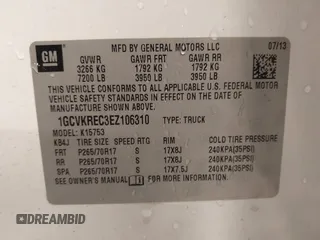 GM
MFD BY GENERAL MOTORS LLC 07/13
GVWR GAWR FRT GAWR RR
3266 KG 1792 KG 1792 KG
7200 LB 3950 LB 3950 LB
THIS VEHICLE CONFORMS TO ALL APPLICABLE U.S. FEDERAL MOTOR
VEHICLE SAFETY AND THEFT PREVENTION STANDARDS IN EFFECT
ON THE DATE OF MANUFACTURE SHOWN ABOVE.
1GCVKREC3EZ106310 TYPE: TRUCK
MODEL: K15753
KB4J TIRE SIZE SPEED RTG RIM COLD TIRE PRESSURE
FRT P265/70R17 S 17X8J 240KPA(35PSI)
RR P265/70R17 S 17X8J 240KPA(35PSI)
SPA P265/70R17 S 17X7.5J 240KPA(35PSI)
SEE OWNER'S MANUAL FOR ADDITIONAL INFORMATION.
DREAMBID